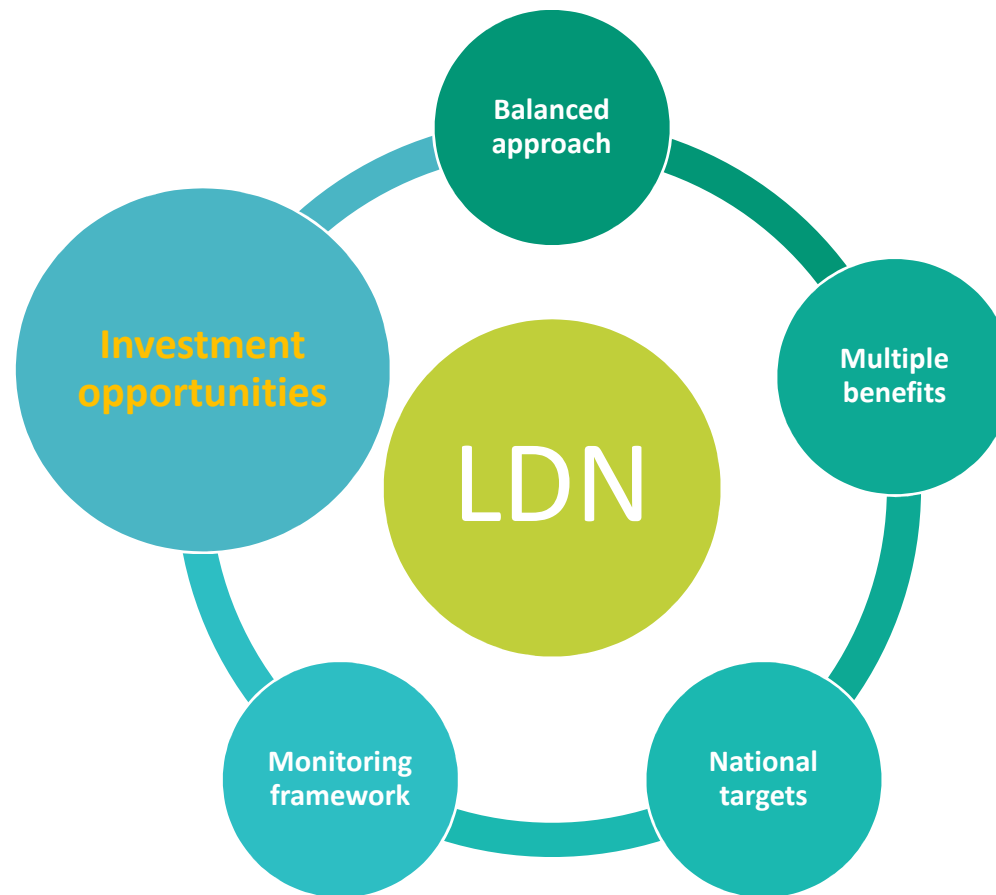 Balanced
approach
Multiple
benefits
National
targets
Monitoring
framework
Investment
opportunities
LDN